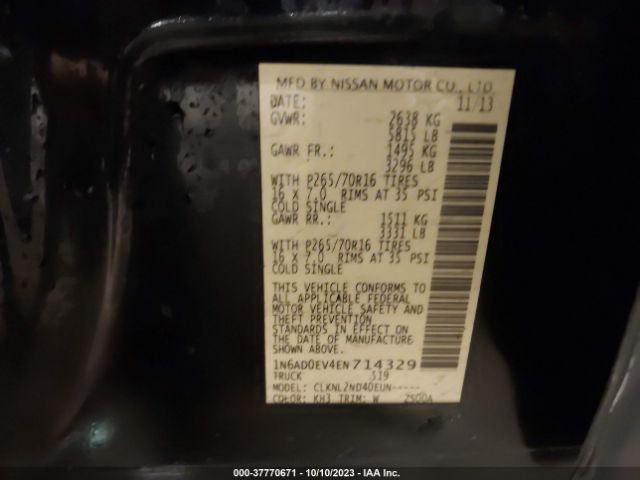 MFD BY NISSAN MOTOR CO., LTD.
DATE: 11/13
GVWR: 2638 KG
5815 LB
GAWR FR.: 1495 KG
3296 LB
WITH P265/70R16 TIRES
16 X 7.0 RIMS AT 35 PSI
COLD SINGLE
GAWR RR.: 1511 KG
3331 LB
WITH P265/70R16 TIRES
16 X 7.0 RIMS AT 35 PSI
COLD SINGLE
THIS VEHICLE CONFORMS TO
ALL APPLICABLE FEDERAL
MOTOR VEHICLE SAFETY AND
THEFT PREVENTION
STANDARDS IN EFFECT ON
THE DATE OF MANUFACTURE
SHOWN ABOVE.
1N6AD0EV4EN714329
TRUCK 519
MODEL: CLKNL2ND40EUN-----
COLOR: KH3 TRIM: W 2500A
000-37770671 - 10/10/2023 - IAA Inc.